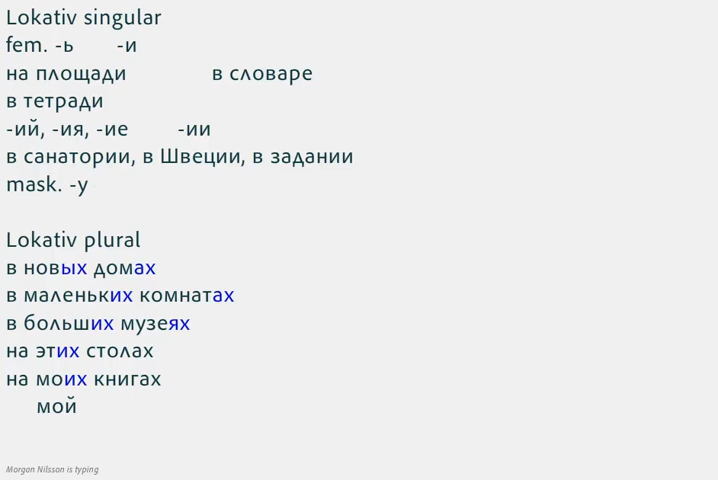 Lokativ singular
fem. -ь -и
на площади в словаре
в тетради
-ий, -ия, -ие -ии
в санатории, в Швеции, в задании
mask. -у
Lokativ plural
в новых домах
в маленьких комнатах
в больших музеях
на этих столах
на моих книгах
мой
Morgan Nilsson is typing